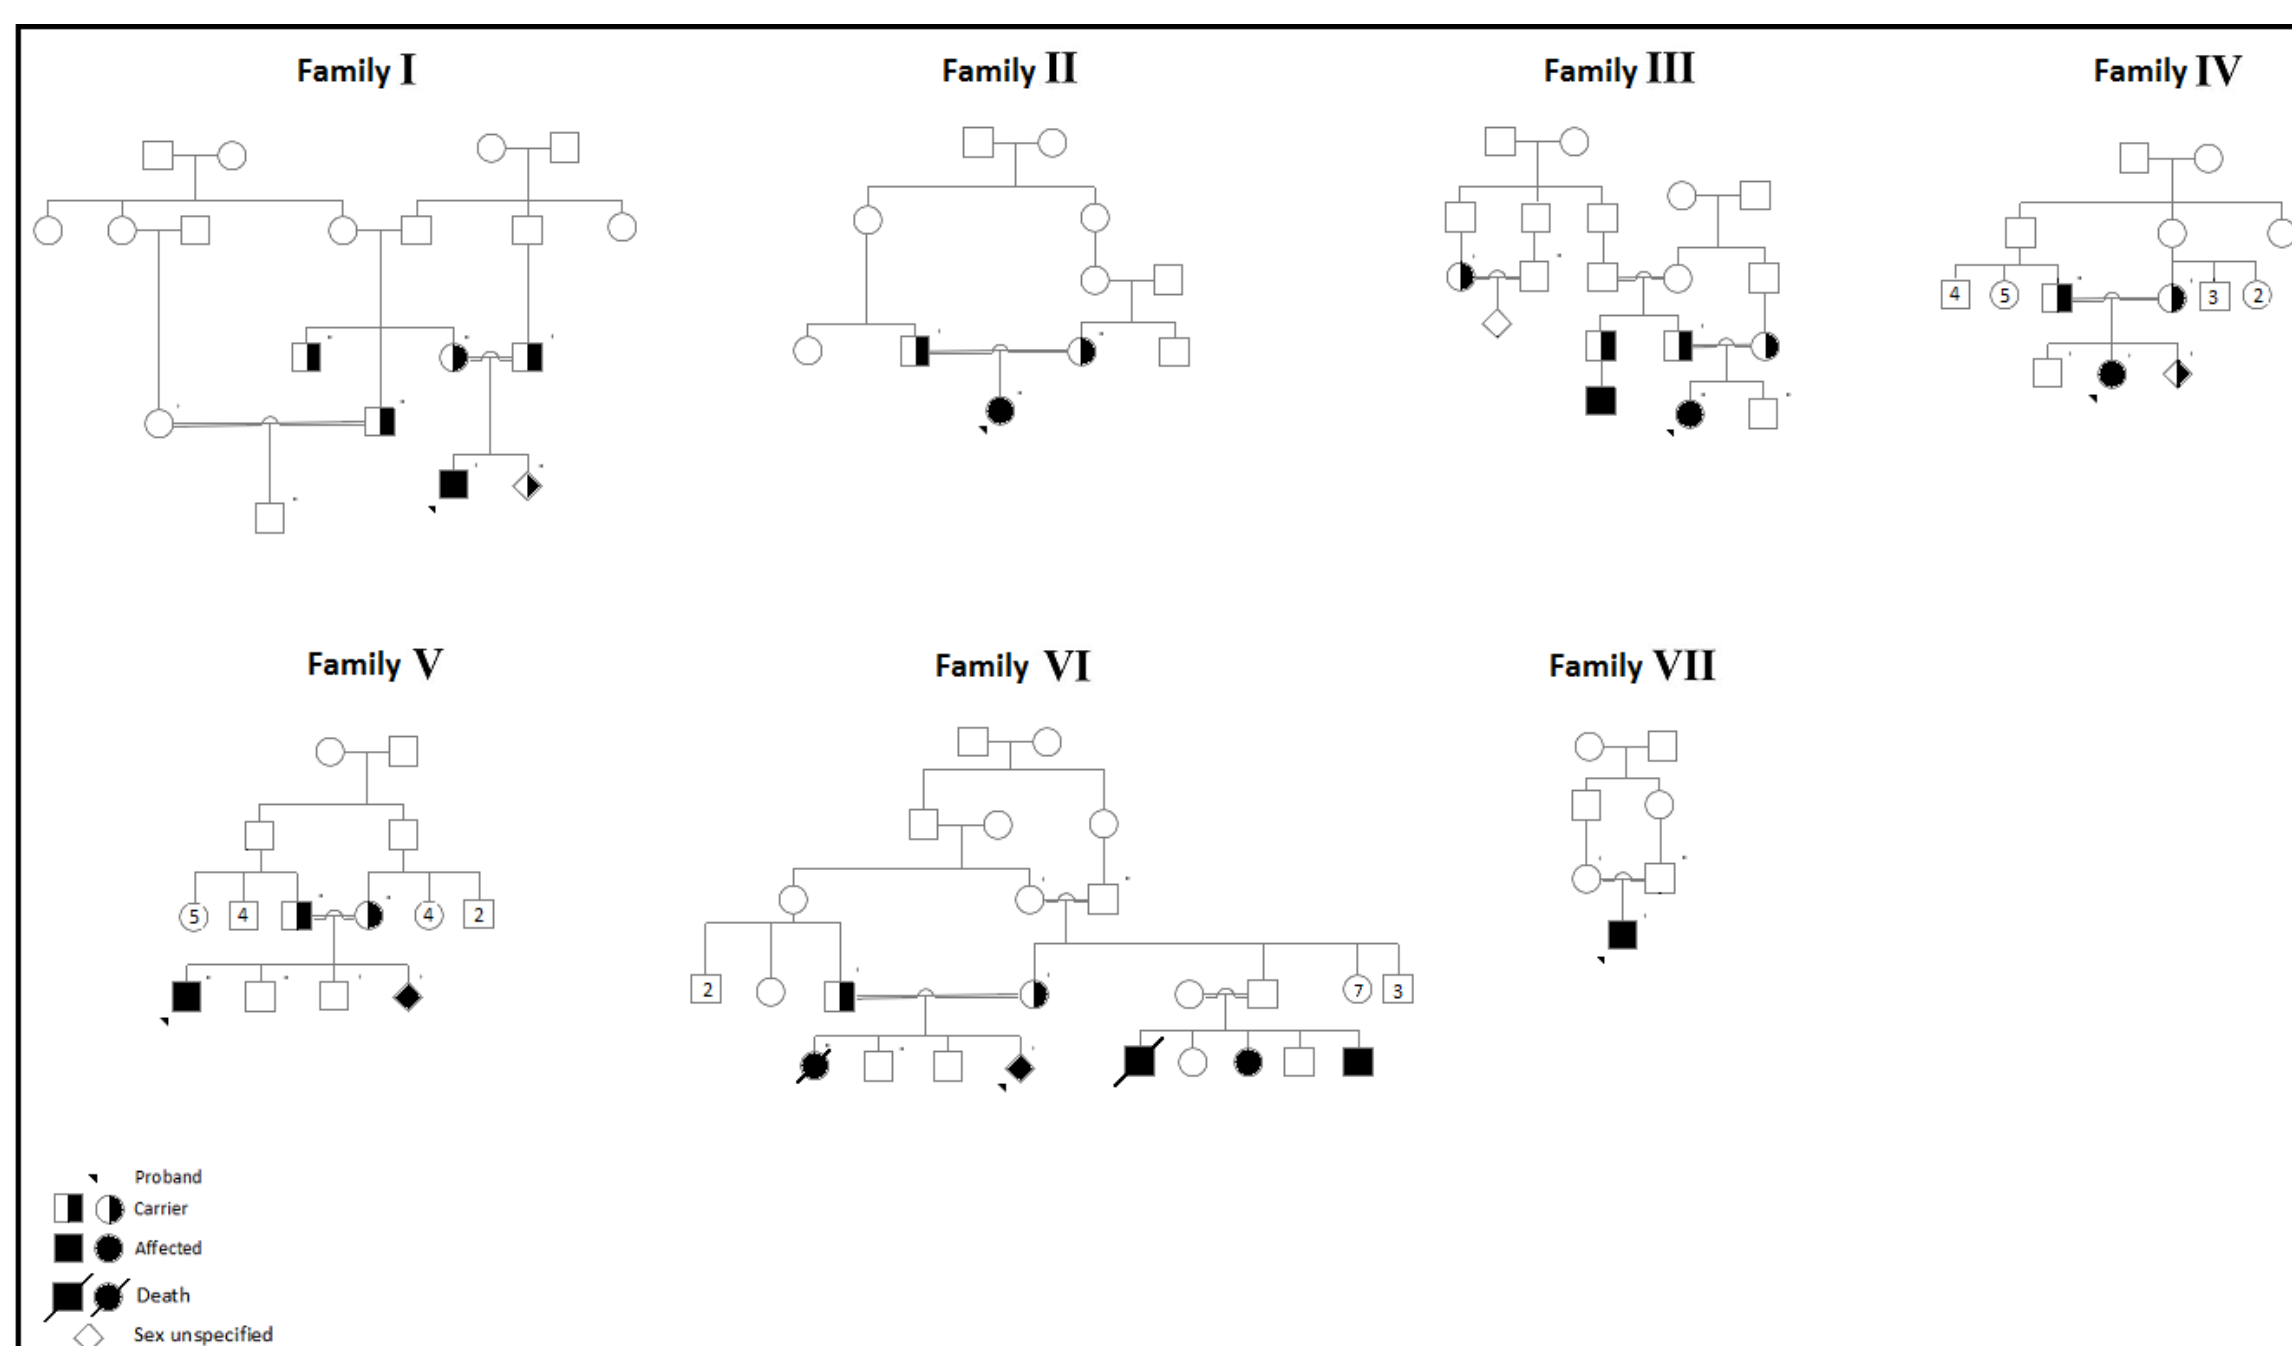 Family I
Family II
Family III
Family IV
4
5
3
2
Family V
Family VI
Family VII
5
4
4
2
2
7
3
Proband
Carrier
Affected
Death
Sex unspecified